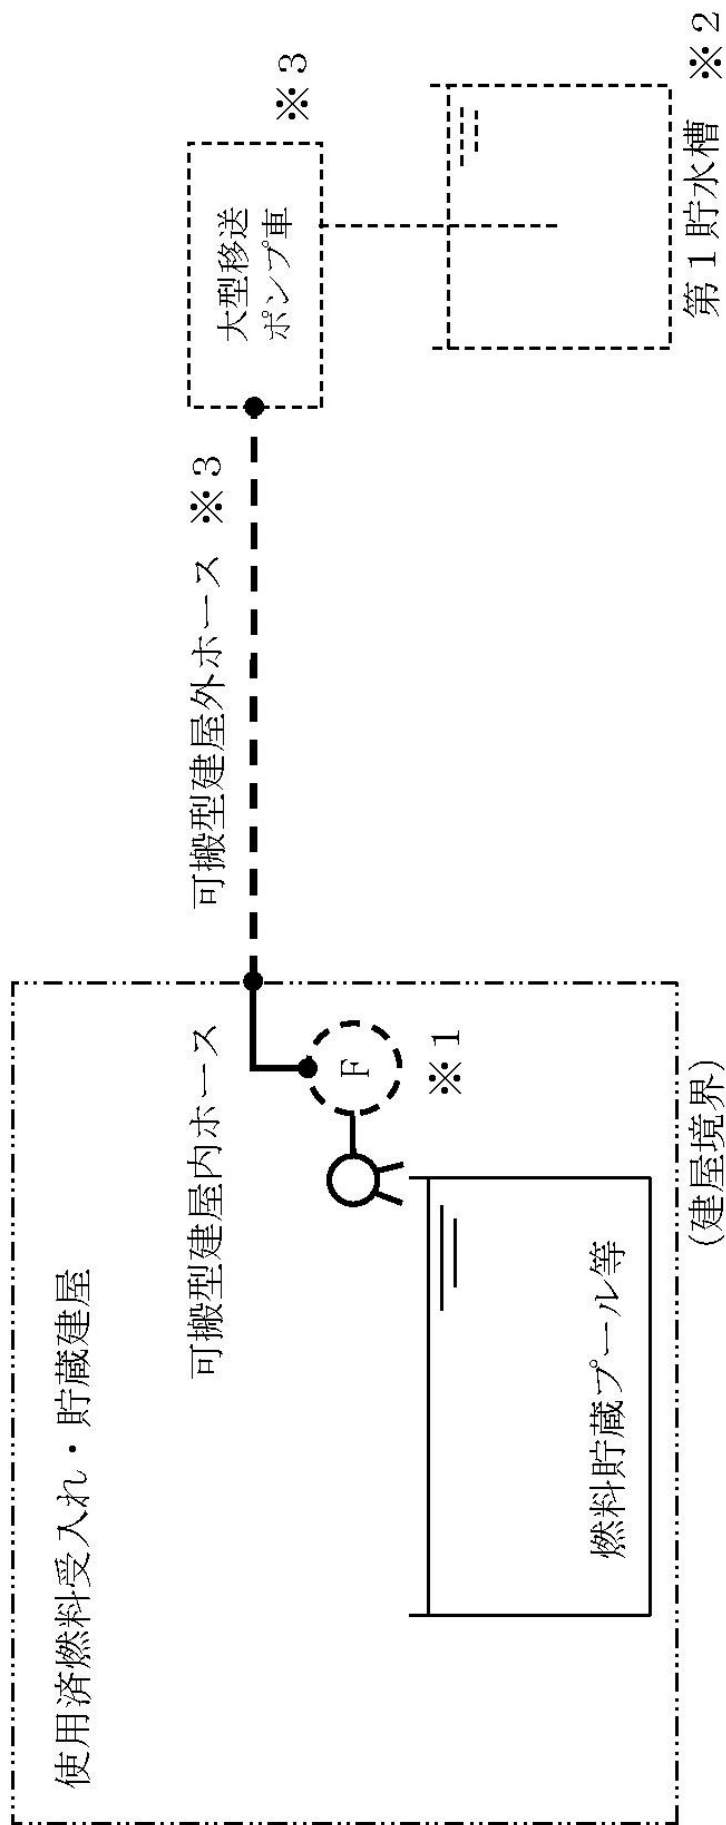 使用済燃料受入れ・貯蔵建屋
可搬型建屋内ホース
可搬型建屋外ホース ※3
大型移送
ポンプ車
※3
F
※1
燃料貯蔵プール等
(建屋境界)
第1貯水槽 ※2